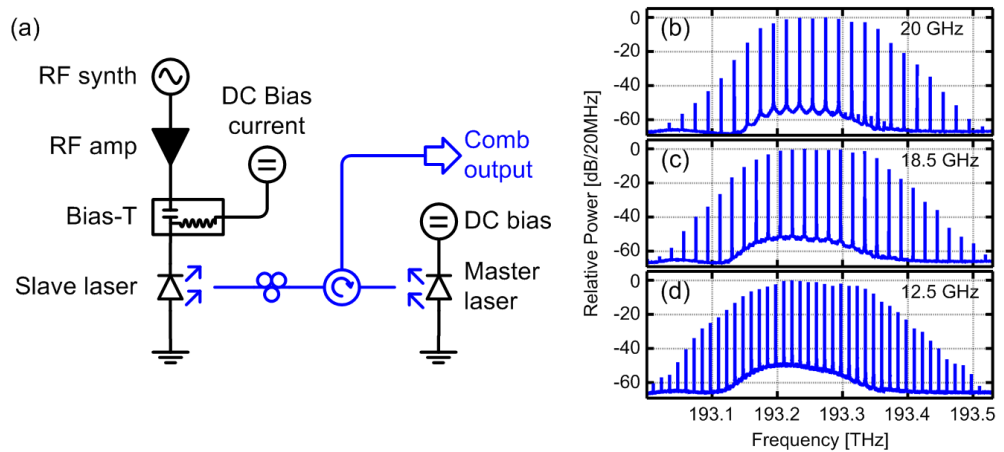 (a)
RF synth
DC Bias
current
RF amp
Comb
output
Bias-T
DC bias
Slave laser
Master
laser
Relative Power [dB/20MHz]
(b)
20 GHz
0
-20
-40
-60
(c)
18.5 GHz
0
-20
-40
-60
(d)
12.5 GHz
0
-20
-40
-60
193.1 193.2 193.3 193.4 193.5
Frequency [THz]